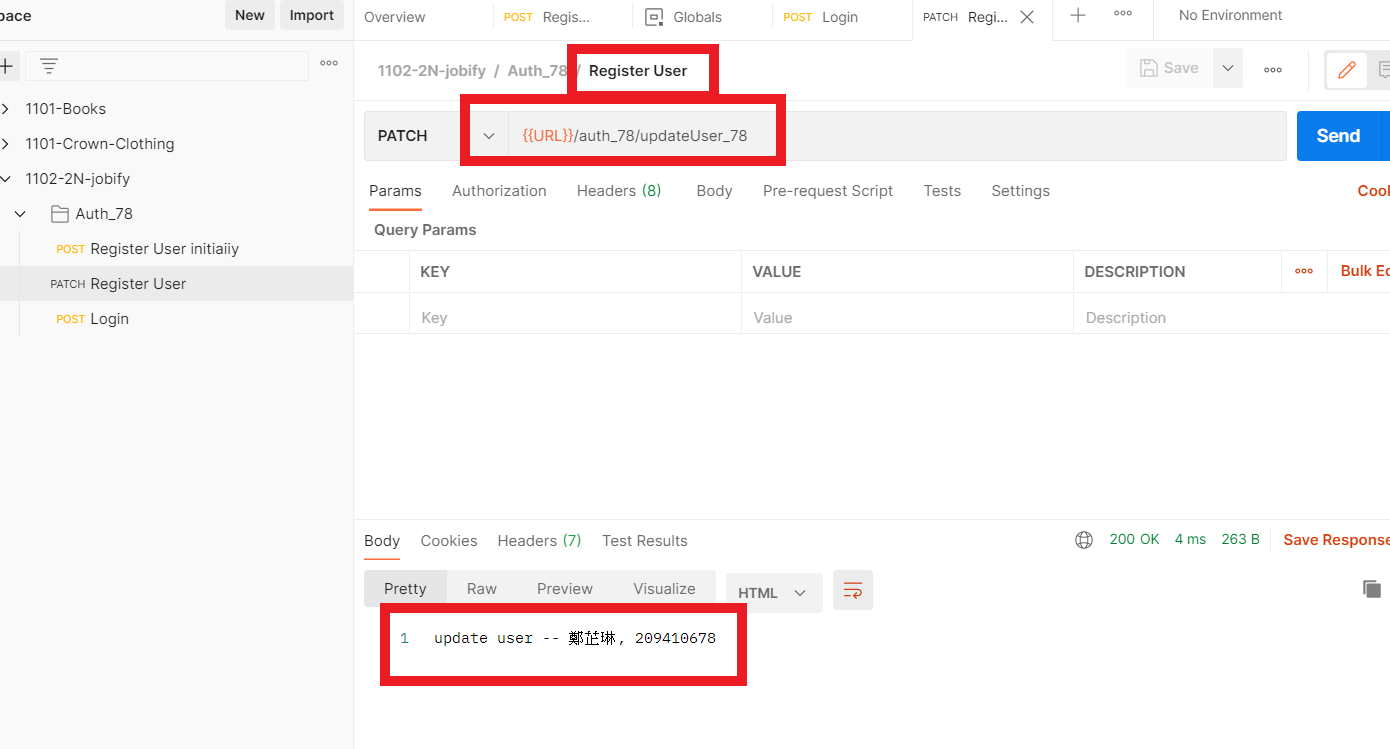 pace
New Import
Overview POST Regis... Globals POST Login PATCH Regi... No Environment
1102-2N-jobify / Auth_78 / Register User
Save
1101-Books
1101-Crown-Clothing
1102-2N-jobify
Auth_78
POST Register User initiaiiy
PATCH Register User
POST Login
PATCH {{URL}}/auth_78/updateUser_78 Send
Params Authorization Headers (8) Body Pre-request Script Tests Settings Cook
Query Params
KEY VALUE DESCRIPTION Bulk Ed
Key Value Description
Body Cookies Headers (7) Test Results 200 OK 4 ms 263 B Save Response
Pretty Raw Preview Visualize HTML
1 update user -- 鄭芷琳, 209410678